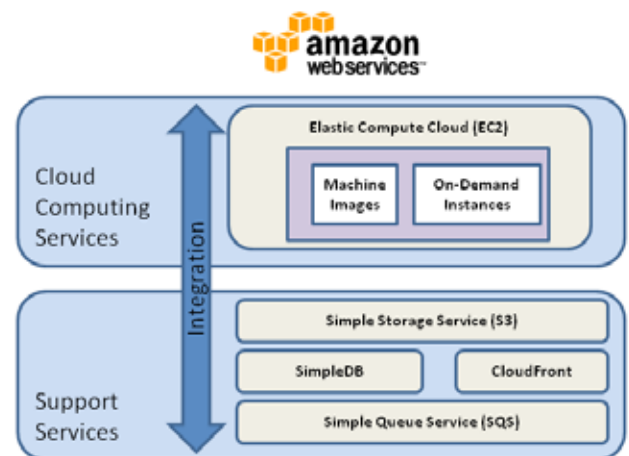 amazon
webservices™
Cloud
Computing
Services
Integration
Elastic Compute Cloud (EC2)
Machine
Images
On-Demand
Instances
Support
Services
Simple Storage Service (S3)
SimpleDB
CloudFront
Simple Queue Service (SQS)